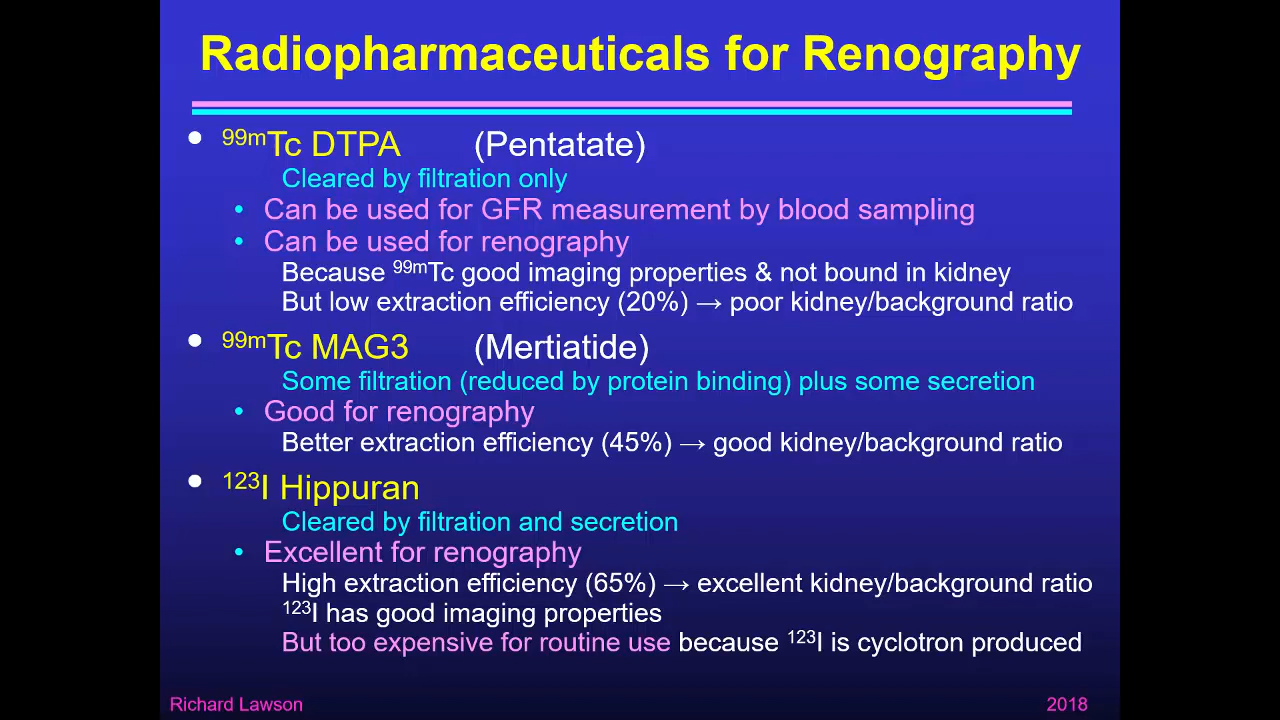 Radiopharmaceuticals for Renography
• 99mTc DTPA (Pentatate)
Cleared by filtration only
• Can be used for GFR measurement by blood sampling
• Can be used for renography
Because 99mTc good imaging properties & not bound in kidney
But low extraction efficiency (20%) → poor kidney/background ratio
• 99mTc MAG3 (Mertiatide)
Some filtration (reduced by protein binding) plus some secretion
• Good for renography
Better extraction efficiency (45%) → good kidney/background ratio
• 123I Hippuran
Cleared by filtration and secretion
• Excellent for renography
High extraction efficiency (65%) → excellent kidney/background ratio
123I has good imaging properties
But too expensive for routine use because 123I is cyclotron produced
Richard Lawson 2018